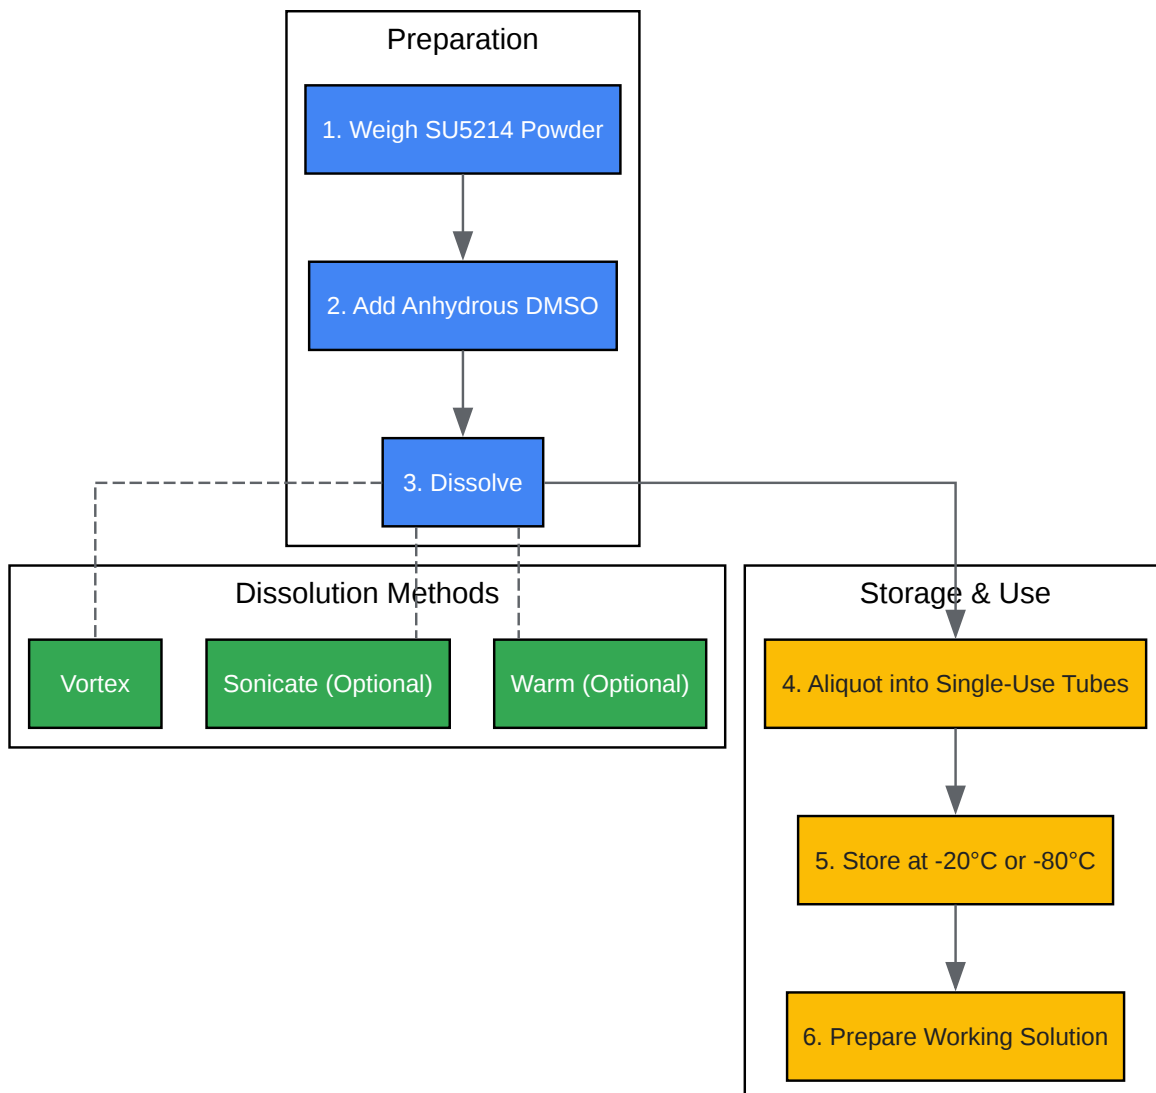 Preparation
1. Weigh SU5214 Powder
2. Add Anhydrous DMSO
3. Dissolve
Dissolution Methods
Vortex
Sonicate (Optional)
Warm (Optional)
Storage & Use
4. Aliquot into Single-Use Tubes
5. Store at -20°C or -80°C
6. Prepare Working Solution